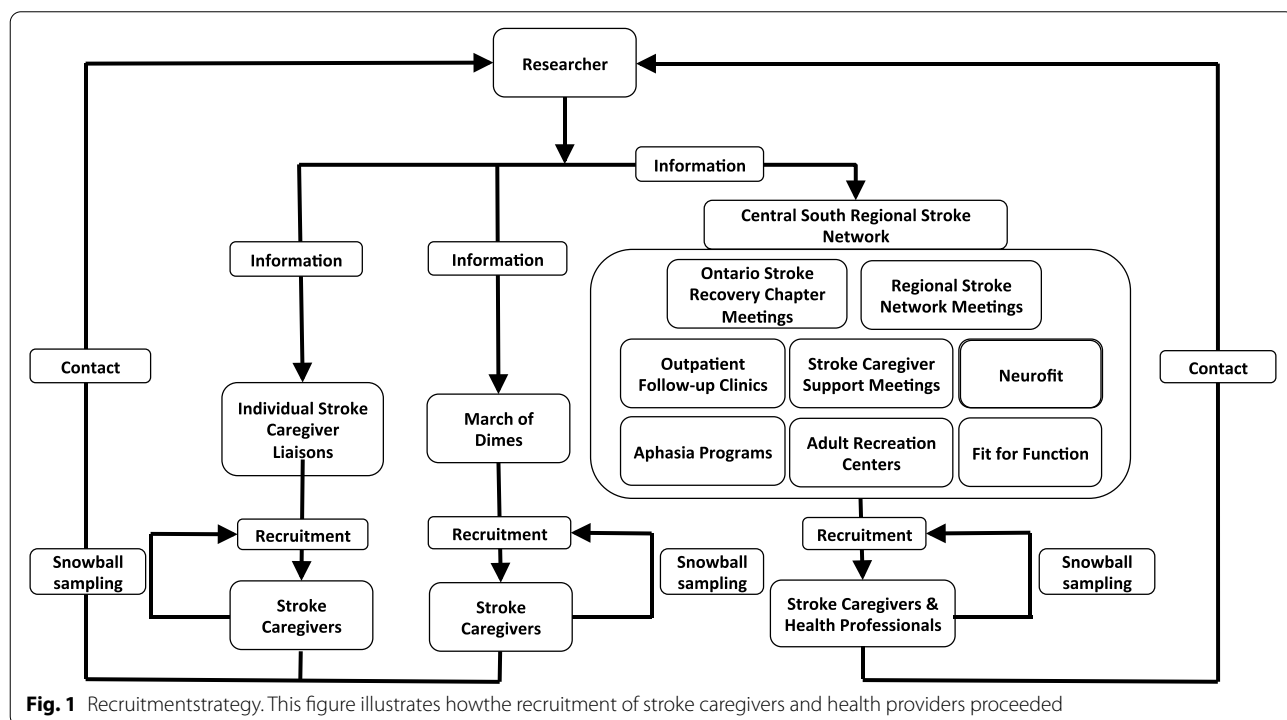 Researcher
Information
Central South Regional Stroke
Network
Information
Information
Ontario Stroke
Recovery Chapter
Meetings
Regional Stroke
Network Meetings
Contact
Outpatient
Follow-up Clinics
Stroke Caregiver
Support Meetings
Neurofit
Contact
Individual Stroke
Caregiver
Liaisons
March of
Dimes
Aphasia Programs
Adult Recreation
Centers
Fit for Function
Recruitment
Recruitment
Recruitment
Snowball
sampling
Snowball
sampling
Snowball
sampling
Stroke
Caregivers
Stroke
Caregivers
Stroke Caregivers &
Health Professionals
Fig. 1 Recruitmentstrategy. This figure illustrates howthe recruitment of stroke caregivers and health providers proceeded